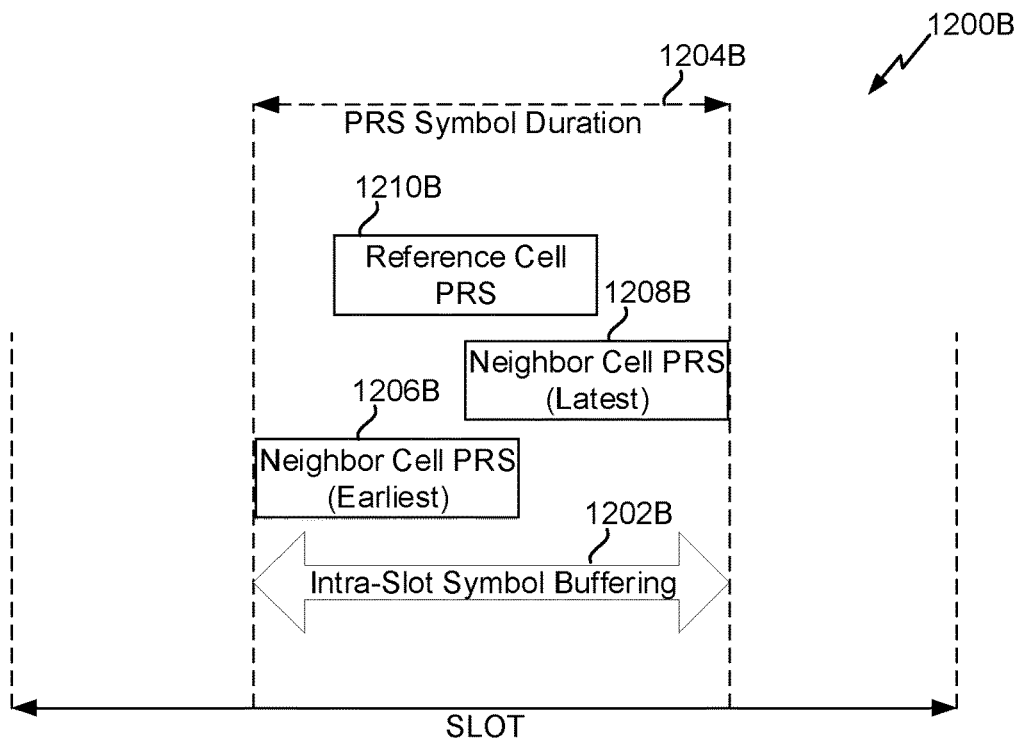 1200B
1204B
PRS Symbol Duration
1210B
Reference Cell
PRS
1208B
Neighbor Cell PRS
(Latest)
1206B
Neighbor Cell PRS
(Earliest)
1202B
Intra-Slot Symbol Buffering
SLOT